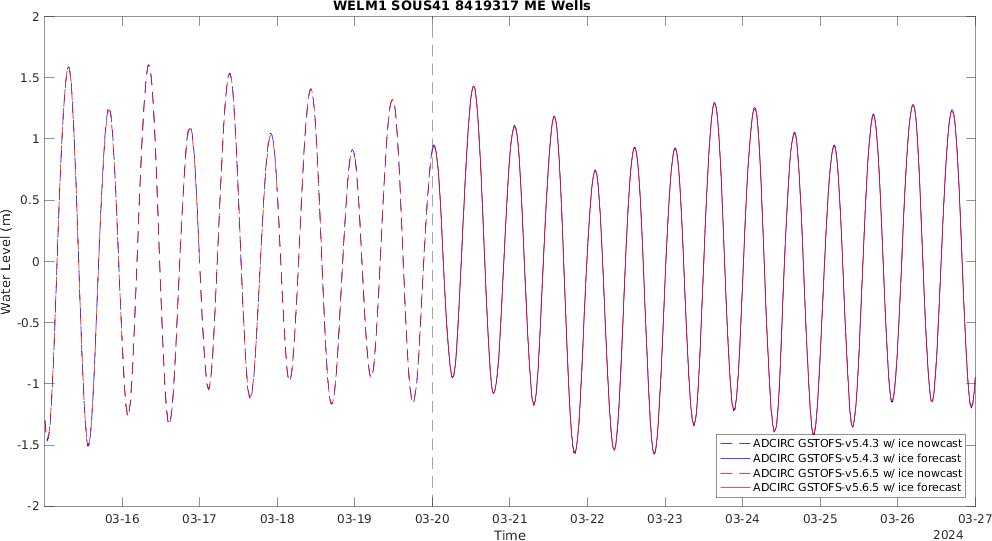 WELM1 SOUS41 8419317 ME Wells
2
1.5
1
0.5
0
-0.5
-1
-1.5
-2
Water Level (m)
ADCIRC GSTOFS-v5.4.3 w/ ice nowcast
ADCIRC GSTOFS-v5.4.3 w/ ice forecast
ADCIRC GSTOFS-v5.6.5 w/ ice nowcast
ADCIRC GSTOFS-v5.6.5 w/ ice forecast
03-16 03-17 03-18 03-19 03-20 03-21 03-22 03-23 03-24 03-25 03-26 03-27
Time
2024